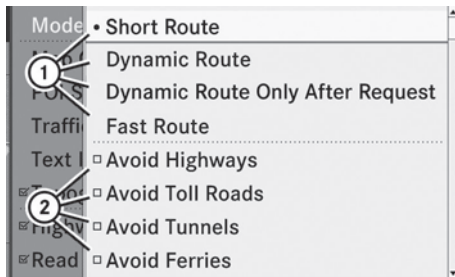 Mode • Short Route
Dynamic Route
1
Dynamic Route Only After Request
Traffi Fast Route
Text Avoid Highways
Avoid Toll Roads
2
Avoid Tunnels
Read Avoid Ferries